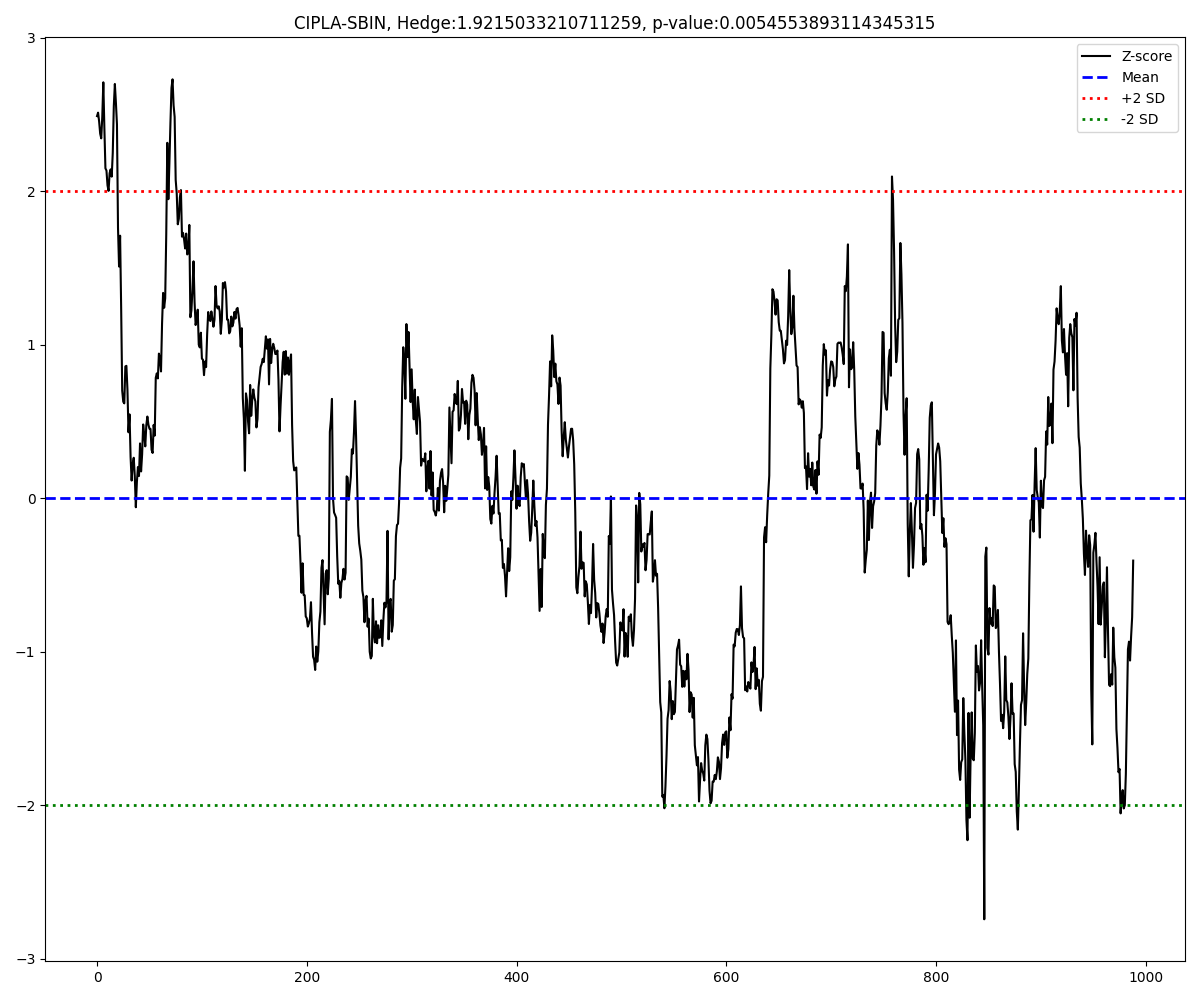 CIPLA-SBIN, Hedge:1.9215033210711259, p-value:0.0054553893114345315
Z-score
Mean
+2 SD
-2 SD
3
2
1
0
−1
−2
−3
0
200
400
600
800
1000